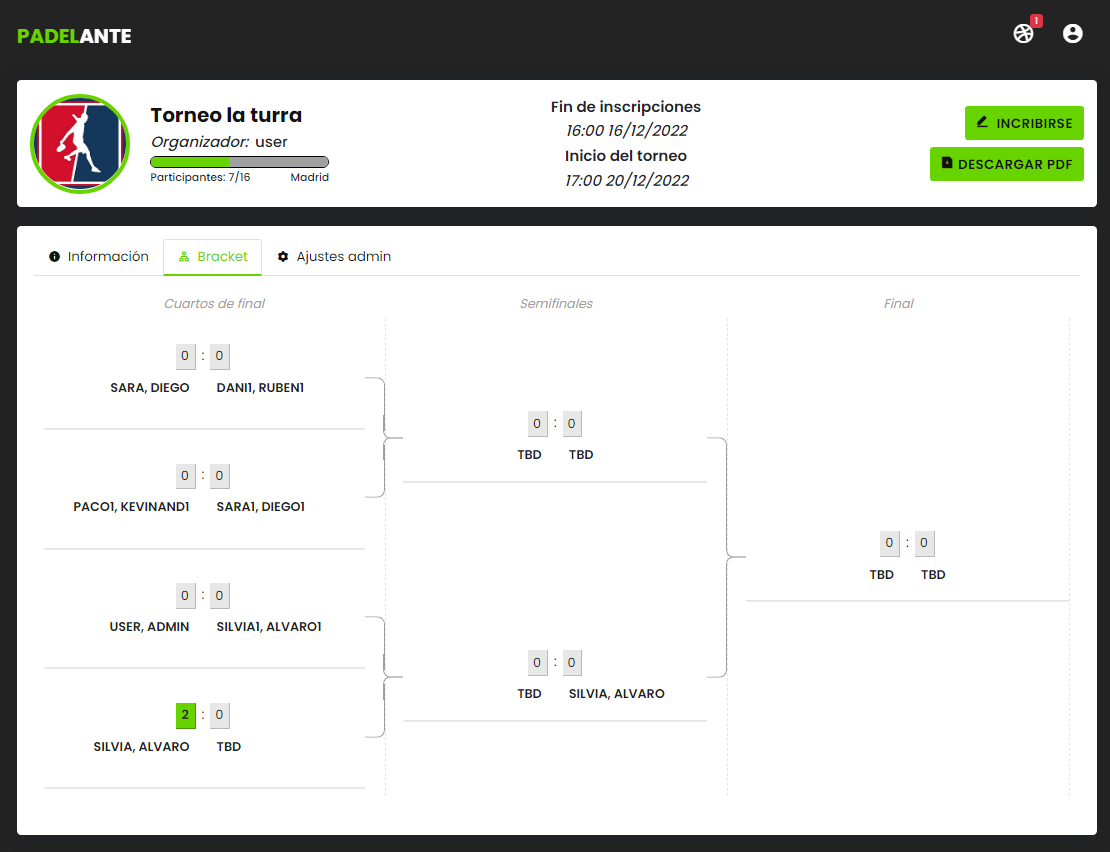 PADELANTE
1
Torneo la turra
Organizador: user
Participantes: 7/16 Madrid
Fin de inscripciones
16:00 16/12/2022
Inicio del torneo
17:00 20/12/2022
INCRIBIRSE
DESCARGAR PDF
Información Bracket Ajustes admin
Cuartos de final Semifinales Final
0 : 0
SARA, DIEGO DANI1, RUBEN1
0 : 0
PACO1, KEVINAND1 SARA1, DIEGO1
0 : 0
USER, ADMIN SILVIA1, ALVARO1
2 : 0
SILVIA, ALVARO TBD
0 : 0
TBD TBD
0 : 0
TBD SILVIA, ALVARO
0 : 0
TBD TBD